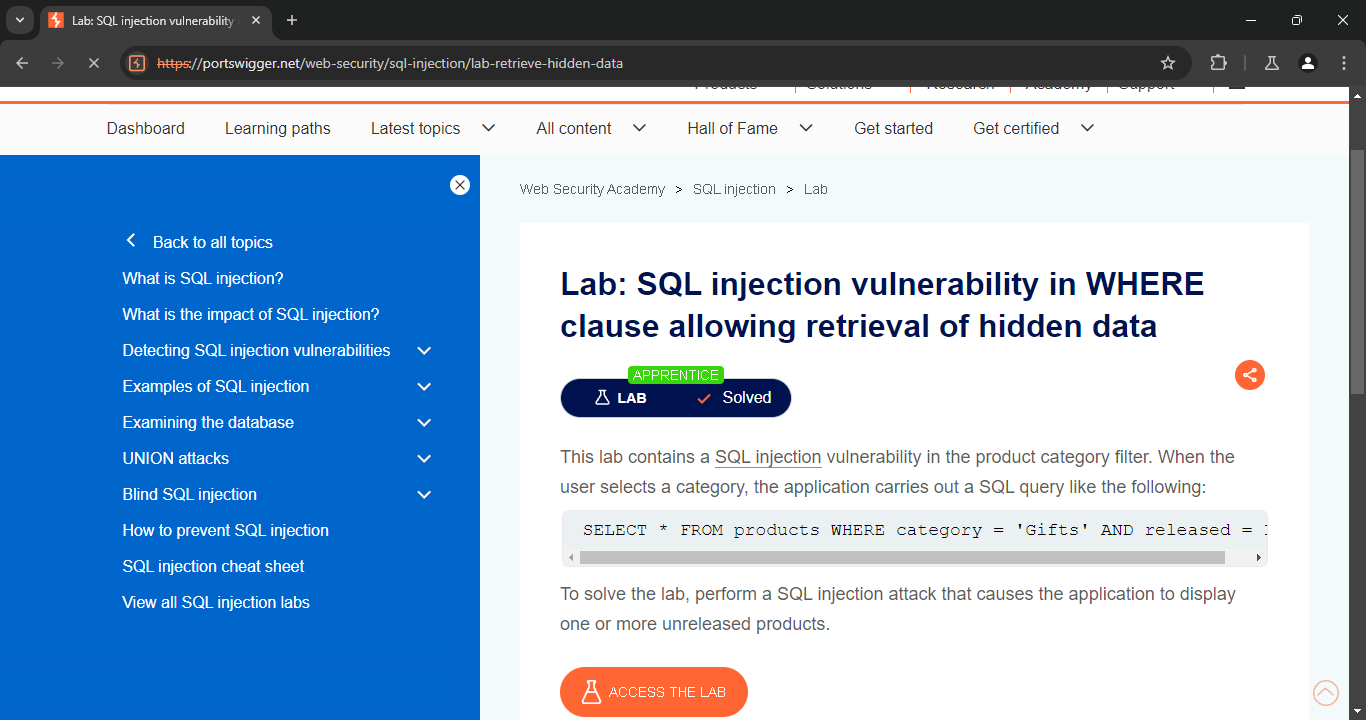 Lab: SQL injection vulnerability
https://portswigger.net/web-security/sql-injection/lab-retrieve-hidden-data
Products Solutions Research Academy Support
Dashboard Learning paths Latest topics All content Hall of Fame Get started Get certified
Web Security Academy > SQL injection > Lab
Back to all topics
What is SQL injection?
What is the impact of SQL injection?
Detecting SQL injection vulnerabilities
Examples of SQL injection
Examining the database
UNION attacks
Blind SQL injection
How to prevent SQL injection
SQL injection cheat sheet
View all SQL injection labs
Lab: SQL injection vulnerability in WHERE
clause allowing retrieval of hidden data
APPRENTICE
LAB Solved
This lab contains a SQL injection vulnerability in the product category filter. When the
user selects a category, the application carries out a SQL query like the following:
SELECT * FROM products WHERE category = 'Gifts' AND released =
To solve the lab, perform a SQL injection attack that causes the application to display
one or more unreleased products.
ACCESS THE LAB